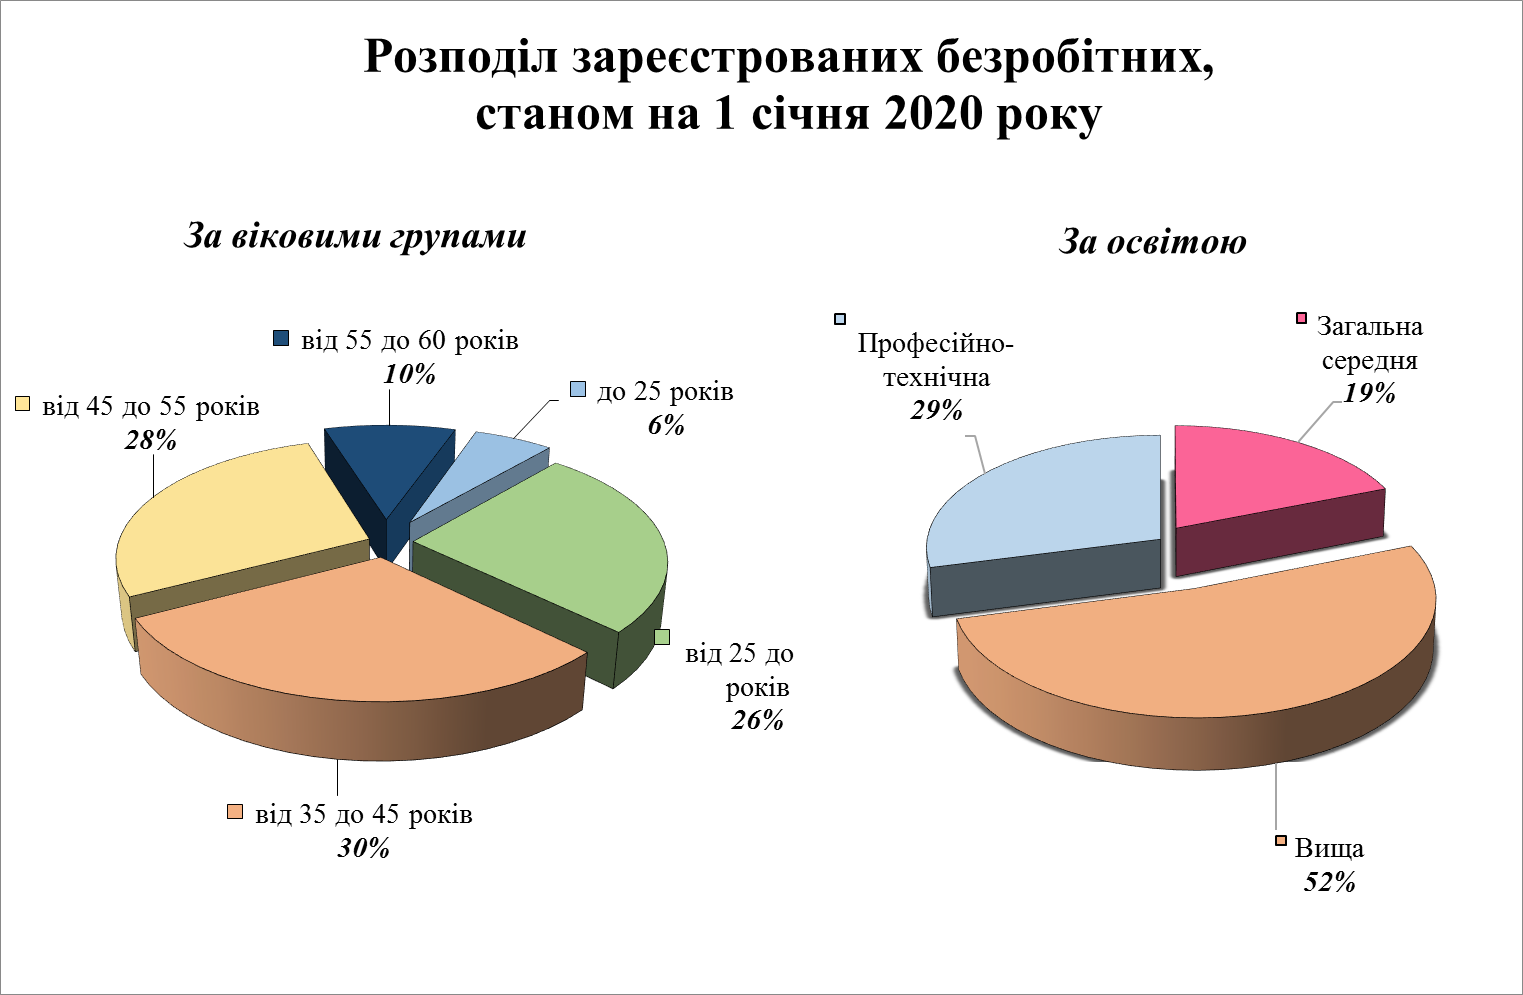 Розподіл зареєстрованих безробітних,
станом на 1 січня 2020 року
За віковими групами
від 55 до 60 років
10%
до 25 років
6%
від 45 до 55 років
28%
від 25 до
років
26%
від 35 до 45 років
30%
За освітою
Професійно-
технічна
29%
Загальна
середня
19%
Вища
52%